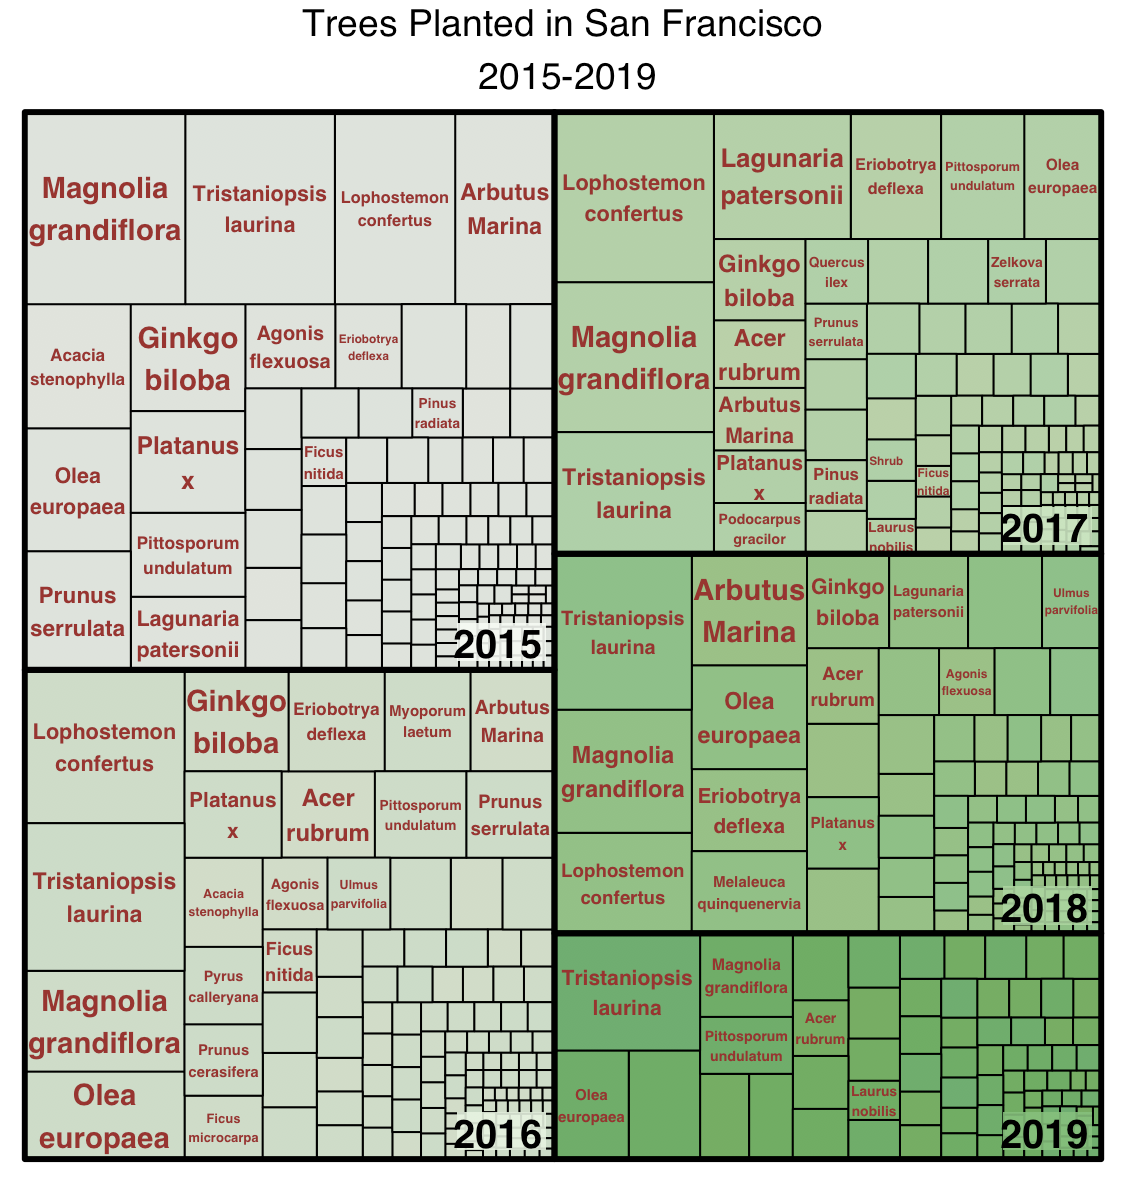 Trees Planted in San Francisco
2015-2019
Magnolia
grandiflora
Tristaniopsis
laurina
Lophostemon
confertus
Arbutus
Marina
Acacia
stenophylla
Ginkgo
biloba
Agonis
flexuosa
Eriobotrya
deflexa
Pinus
radiata
Olea
europaea
Platanus
x
Ficus
nitida
Pittosporum
undulatum
Prunus
serrulata
Lagunaria
patersonii
2015
Lophostemon
confertus
Lagunaria
patersonii
Eriobotrya
deflexa
Pittosporum
undulatum
Olea
europaea
Ginkgo
biloba
Quercus
ilex
Zelkova
serrata
Magnolia
grandiflora
Acer
rubrum
Prunus
serrulata
Arbutus
Marina
Tristaniopsis
laurina
Platanus
x
Pinus
radiata
Shrub
Ficus
nitida
Podocarpus
gracilor
Laurus
nobilis
2017
Lophostemon
confertus
Ginkgo
biloba
Eriobotrya
deflexa
Myoporum
laetum
Arbutus
Marina
Platanus
x
Acer
rubrum
Pittosporum
undulatum
Prunus
serrulata
Tristaniopsis
laurina
Acacia
stenophylla
Agonis
flexuosa
Ulmus
parvifolia
Ficus
nitida
Magnolia
grandiflora
Pyrus
calleryana
Prunus
cerasifera
Olea
europaea
Ficus
microcarpa
2016
Tristaniopsis
laurina
Arbutus
Marina
Ginkgo
biloba
Lagunaria
patersonii
Ulmus
parvifolia
Olea
europaea
Acer
rubrum
Agonis
flexuosa
Magnolia
grandiflora
Eriobotrya
deflexa
Platanus
x
Lophostemon
confertus
Melaleuca
quinquenervia
2018
Tristaniopsis
laurina
Magnolia
grandiflora
Pittosporum
undulatum
Acer
rubrum
Olea
europaea
Laurus
nobilis
2019